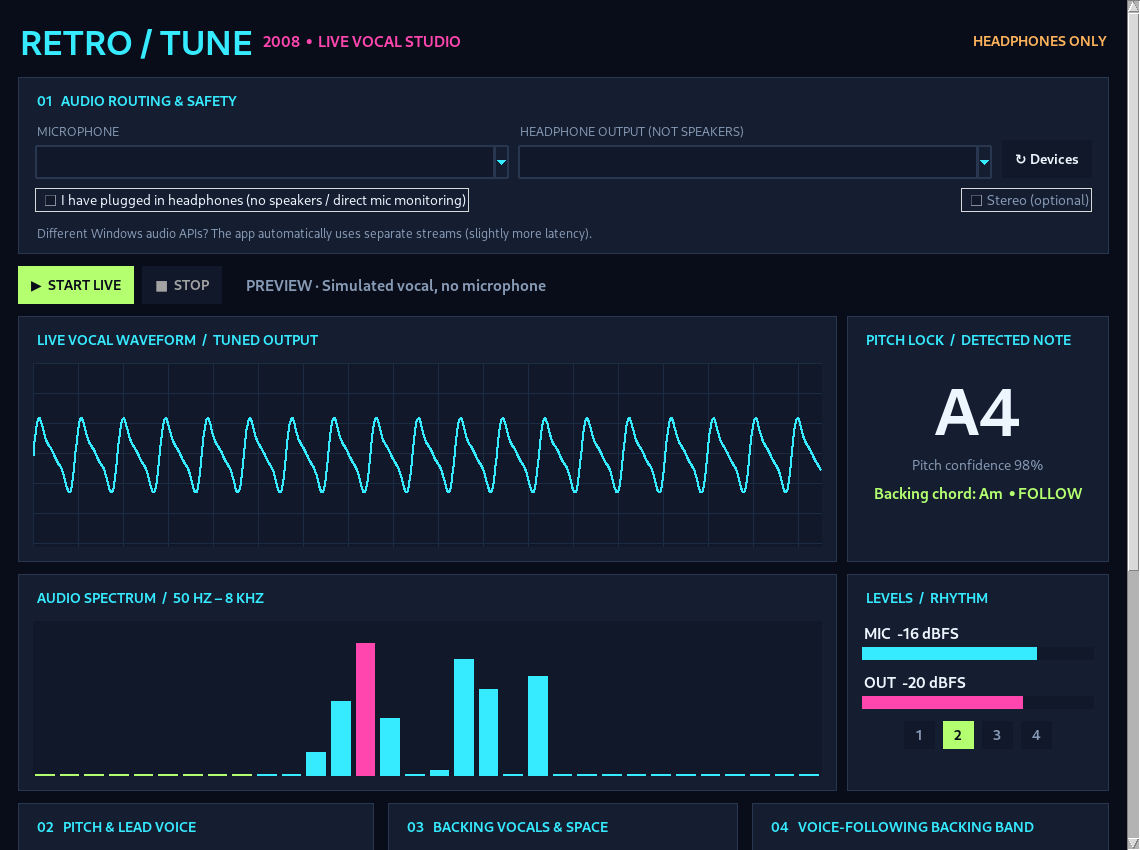 RETRO / TUNE 2008 • LIVE VOCAL STUDIO HEADPHONES ONLY
01 AUDIO ROUTING & SAFETY
MICROPHONE HEADPHONE OUTPUT (NOT SPEAKERS)
↻ Devices
I have plugged in headphones (no speakers / direct mic monitoring) Stereo (optional)
Different Windows audio APIs? The app automatically uses separate streams (slightly more latency).
▶ START LIVE ■ STOP PREVIEW · Simulated vocal, no microphone
LIVE VOCAL WAVEFORM / TUNED OUTPUT
PITCH LOCK / DETECTED NOTE
A4
Pitch confidence 98%
Backing chord: Am • FOLLOW
AUDIO SPECTRUM / 50 HZ – 8 KHZ
LEVELS / RHYTHM
MIC -16 dBFS
OUT -20 dBFS
1 2 3 4
02 PITCH & LEAD VOICE
03 BACKING VOCALS & SPACE
04 VOICE-FOLLOWING BACKING BAND